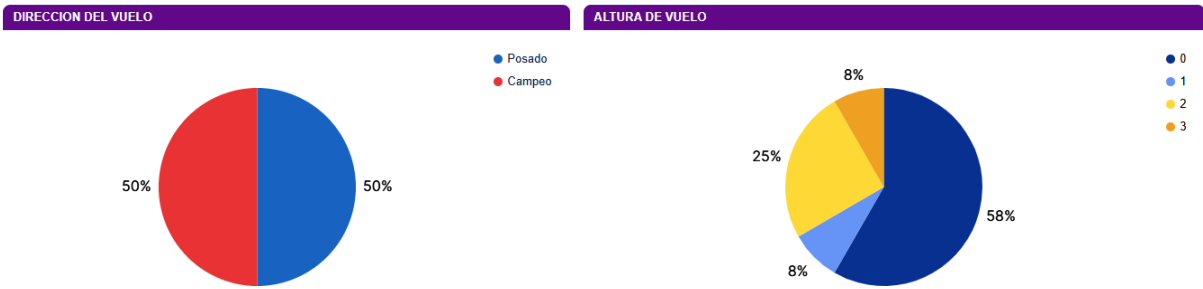 DIRECCION DEL VUELO
Posado
Campeo
50%
50%
ALTURA DE VUELO
0
1
2
3
8%
25%
58%
8%